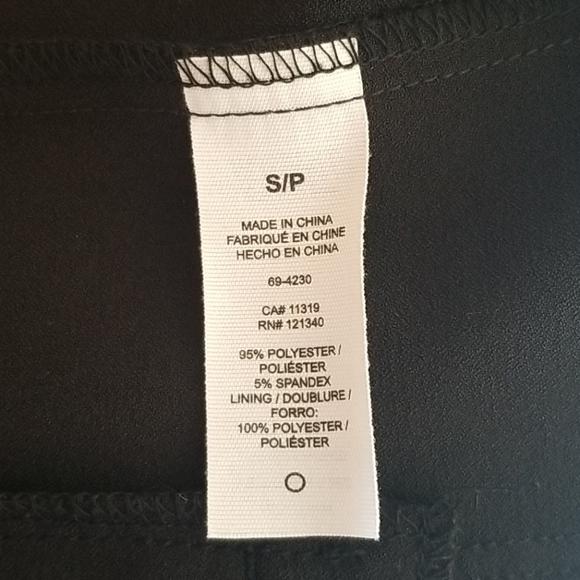 S/P
MADE IN CHINA
FABRIQUÉ EN CHINE
HECHO EN CHINA
69-4230
CA# 11319
RN# 121340
95% POLYESTER /
POLIÉSTER
5% SPANDEX
LINING / DOUBLURE /
FORRO:
100% POLYESTER /
POLIÉSTER